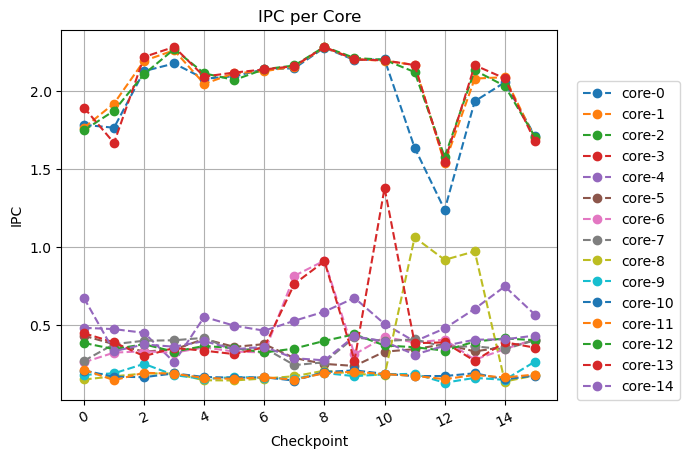 IPC per Core
IPC
2.0
1.5
1.0
0.5
0
2
4
6
8
10
12
14
Checkpoint
core-0
core-1
core-2
core-3
core-4
core-5
core-6
core-7
core-8
core-9
core-10
core-11
core-12
core-13
core-14